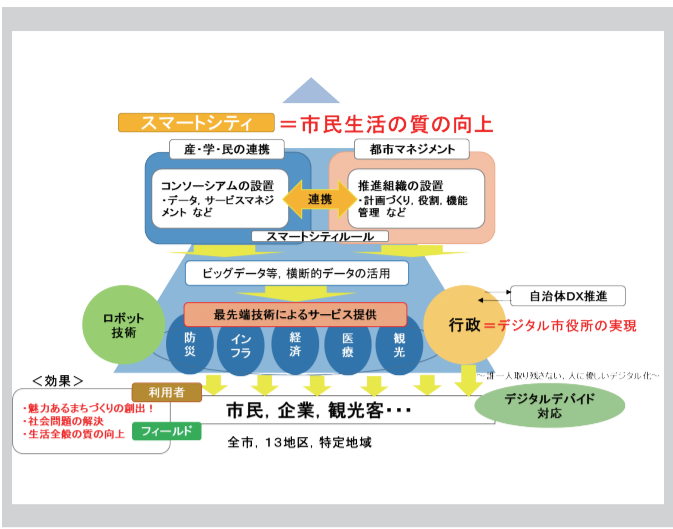 スマートシティ ＝市民生活の質の向上
産・学・民の連携
都市マネジメント
コンソーシアムの設置
・データ，サービスマネジ
メント など
連携
推進組織の設置
・計画づくり，役割，機能
管理 など
スマートシティルール
ビッグデータ等，横断的データの活用
最先端技術によるサービス提供
防災
インフラ
経済
医療
観光
ロボット
技術
行政＝デジタル市役所の実現
自治体DX推進
～誰一人取り残さない，人に優しいデジタル化～
＜効果＞
・魅力あるまちづくりの創出！
・社会問題の解決
・生活全般の質の向上
利用者
フィールド
市民，企業，観光客・・・
全市，13地区，特定地域
デジタルデバイド
対応